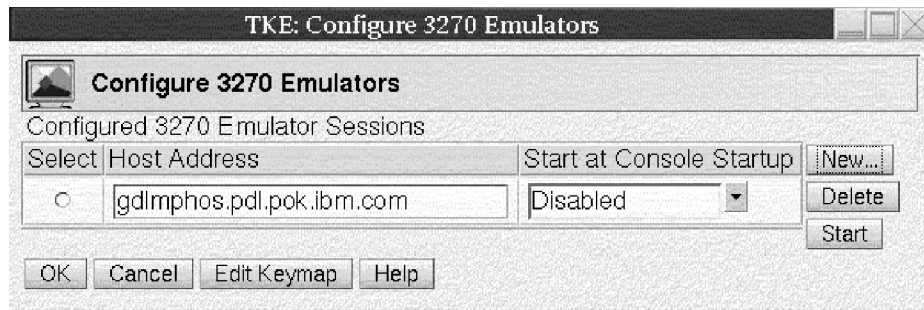 TKE: Configure 3270 Emulators
Configure 3270 Emulators
Configured 3270 Emulator Sessions
Select Host Address Start at Console Startup New...
gdlmphos.pdl.pok.ibm.com Disabled Delete
Start
OK Cancel Edit Keymap Help